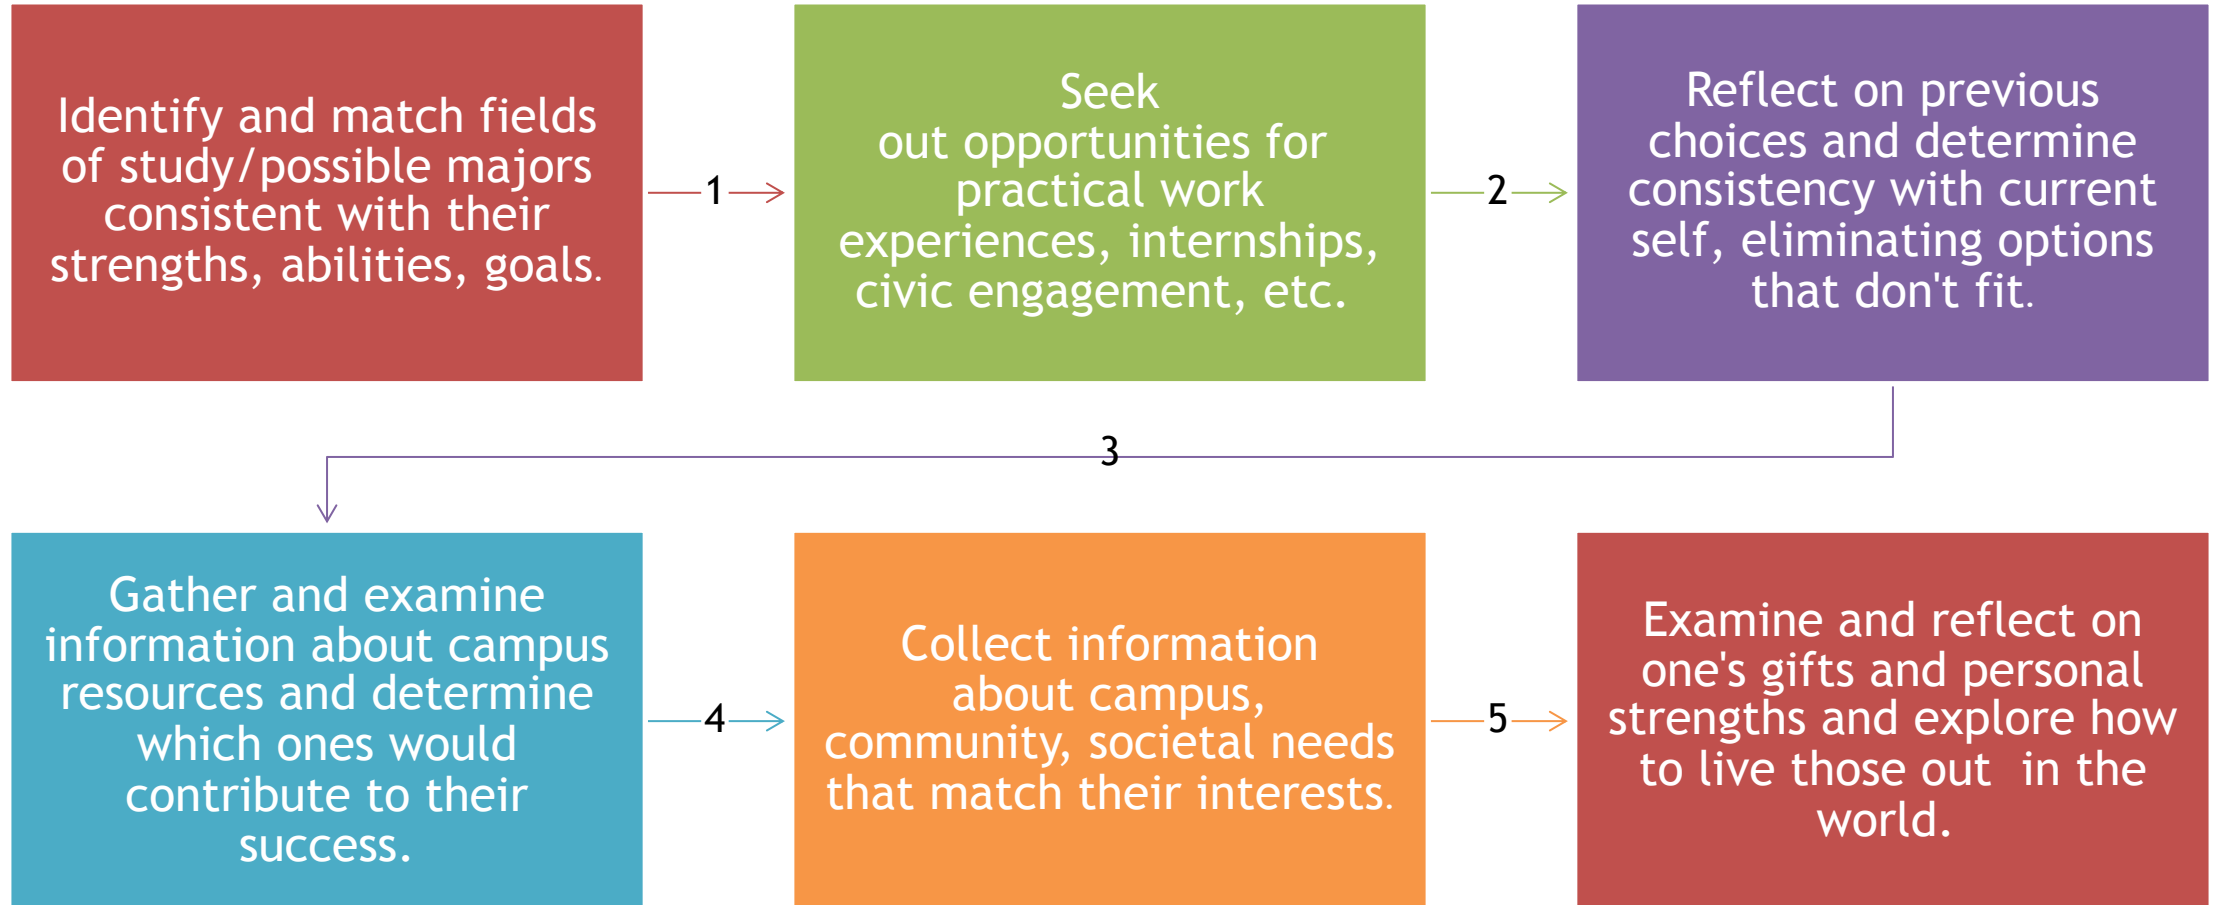 Identify and match fields
of study/possible majors
consistent with their
strengths, abilities, goals.
1
Seek
out opportunities for
practical work
experiences, internships,
civic engagement, etc.
2
Reflect on previous
choices and determine
consistency with current
self, eliminating options
that don't fit.
3
Gather and examine
information about campus
resources and determine
which ones would
contribute to their
success.
4
Collect information
about campus,
community, societal needs
that match their interests.
5
Examine and reflect on
one's gifts and personal
strengths and explore how
to live those out  in the
world.